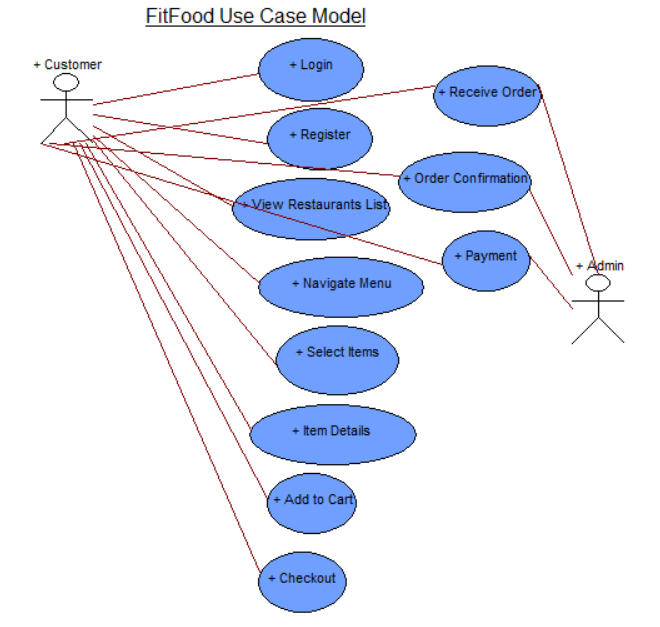 FitFood Use Case Model
+ Customer
+ Login
+ Receive Order
+ Register
+ Order Confirmation
+ View Restaurants List
+ Payment
+ Admin
+ Navigate Menu
+ Select Items
+ Item Details
+ Add to Cart
+ Checkout